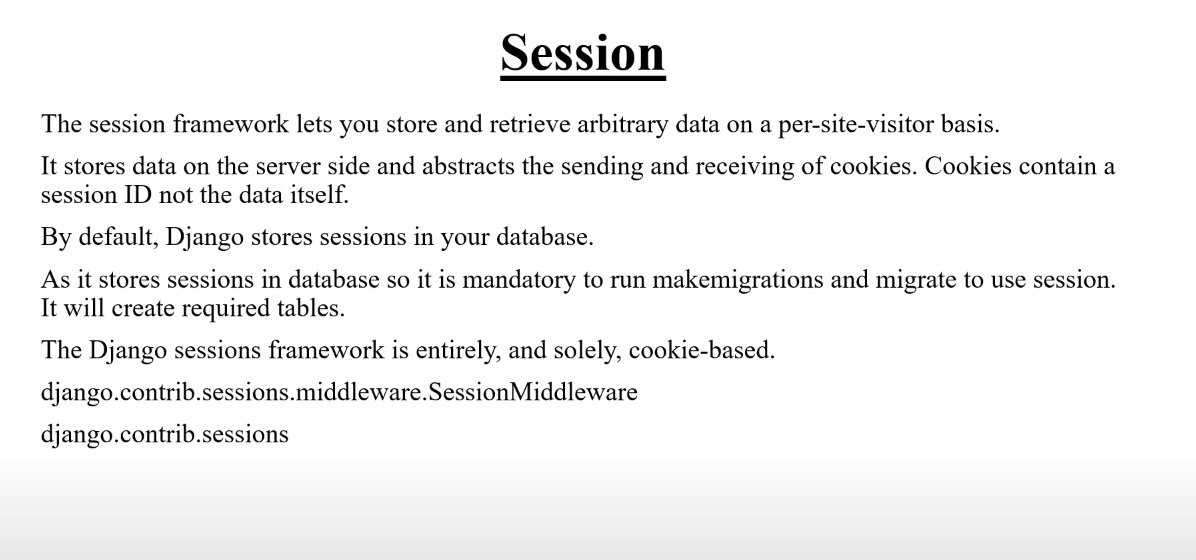 Session
The session framework lets you store and retrieve arbitrary data on a per-site-visitor basis.
It stores data on the server side and abstracts the sending and receiving of cookies. Cookies contain a
session ID not the data itself.
By default, Django stores sessions in your database.
As it stores sessions in database so it is mandatory to run makemigrations and migrate to use session.
It will create required tables.
The Django sessions framework is entirely, and solely, cookie-based.
django.contrib.sessions.middleware.SessionMiddleware
django.contrib.sessions